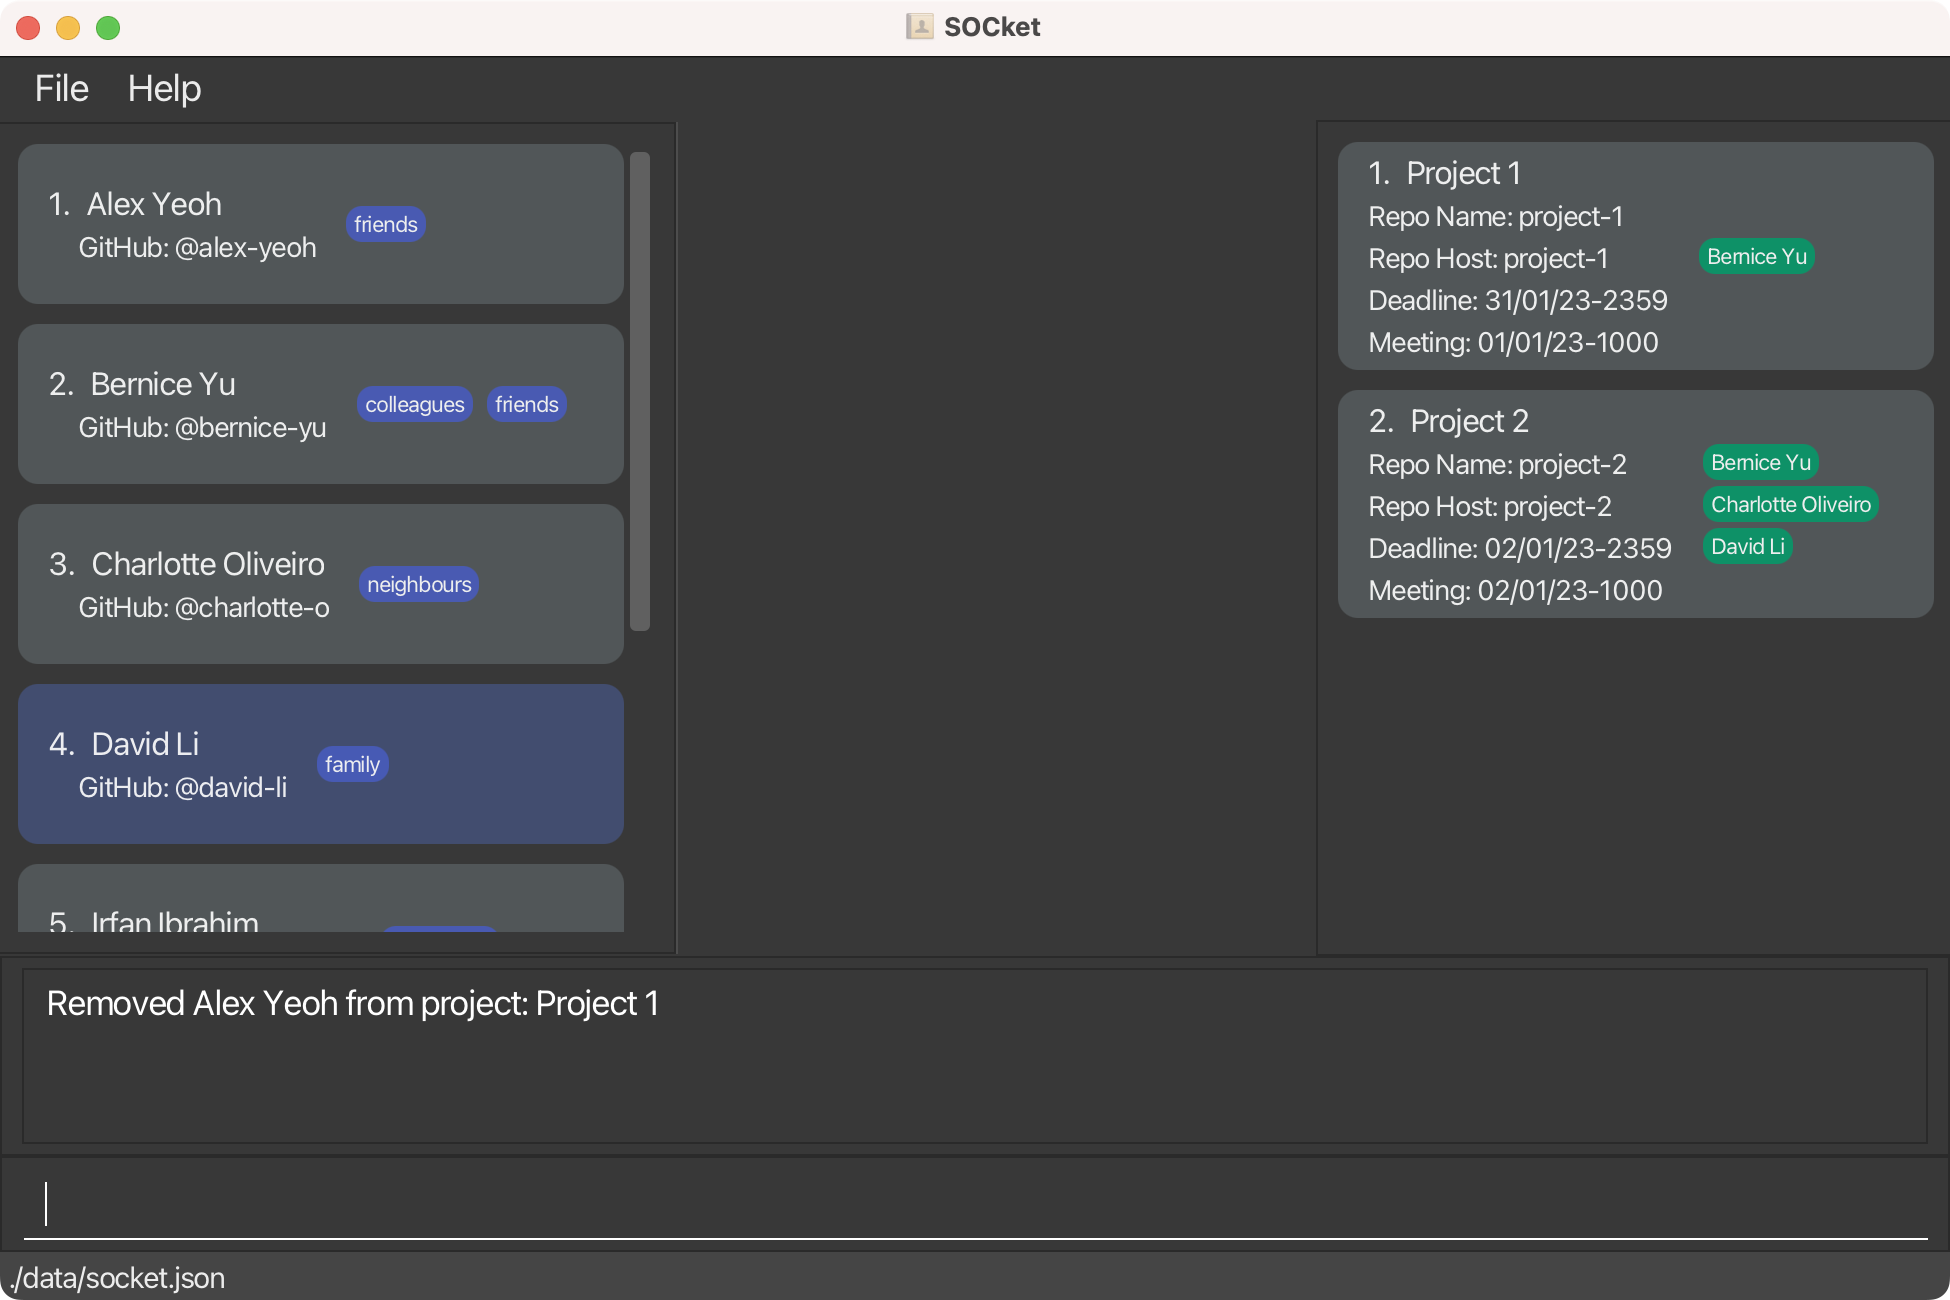 SOCket
File Help
1. Alex Yeoh
GitHub: @alex-yeoh
friends
2. Bernice Yu
GitHub: @bernice-yu
colleagues friends
3. Charlotte Oliveiro
GitHub: @charlotte-o
neighbours
4. David Li
GitHub: @david-li
family
5. Irfan Ibrahim
1. Project 1
Repo Name: project-1
Repo Host: project-1
Deadline: 31/01/23-2359
Meeting: 01/01/23-1000
Bernice Yu
2. Project 2
Repo Name: project-2
Repo Host: project-2
Deadline: 02/01/23-2359
Meeting: 02/01/23-1000
Bernice Yu
Charlotte Oliveiro
David Li
Removed Alex Yeoh from project: Project 1
./data/socket.json